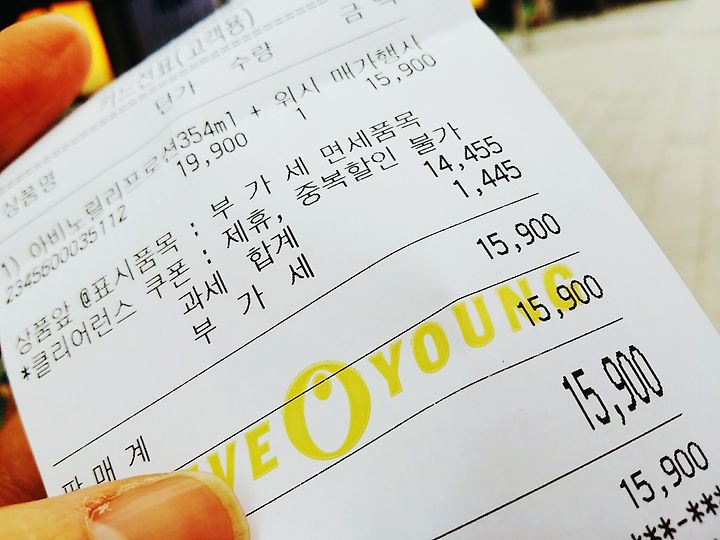 카드전표(고객용)
상품명 단가 수량 금액
1) 아비노릴리프로션354ml + 워시 매가행사
2345600035112 19,900 1 15,900
상품앞 @표시품목 : 부 가 세 면세품목
*클리어런스 쿠폰 : 제휴, 중복할인 불가
과세 합계 14,455
부 가 세 1,445
판 매 계 15,900
15,900
VE YOUNG
15,900
15,900
***-**